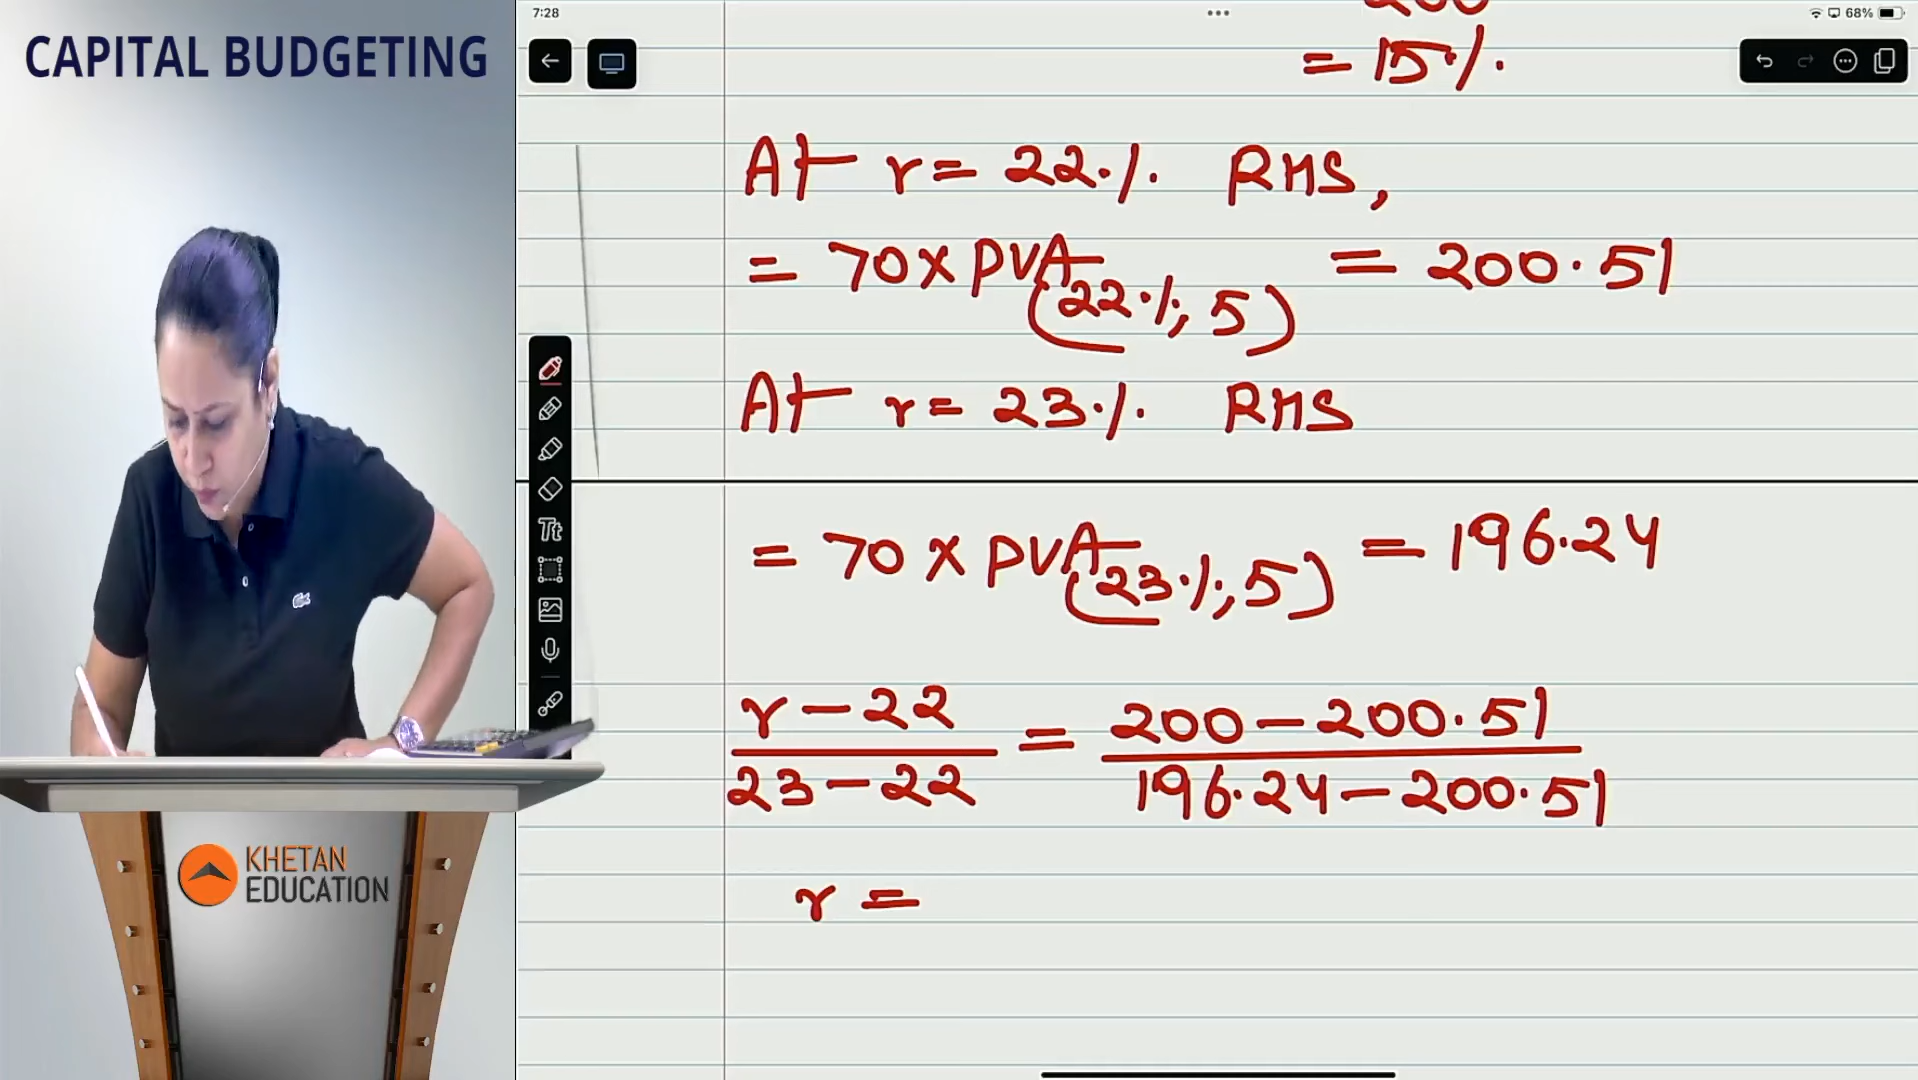 7:28
68%
CAPITAL BUDGETING
= 15%.
At r = 22% RHS,
= 70 x PVA (22%, 5) = 200.51
At r = 23% RHS
= 70 x PVA (23%, 5) = 196.24
r - 22 / 23 - 22 = 200 - 200.51 / 196.24 - 200.51
r =
Tt
KHETAN
EDUCATION